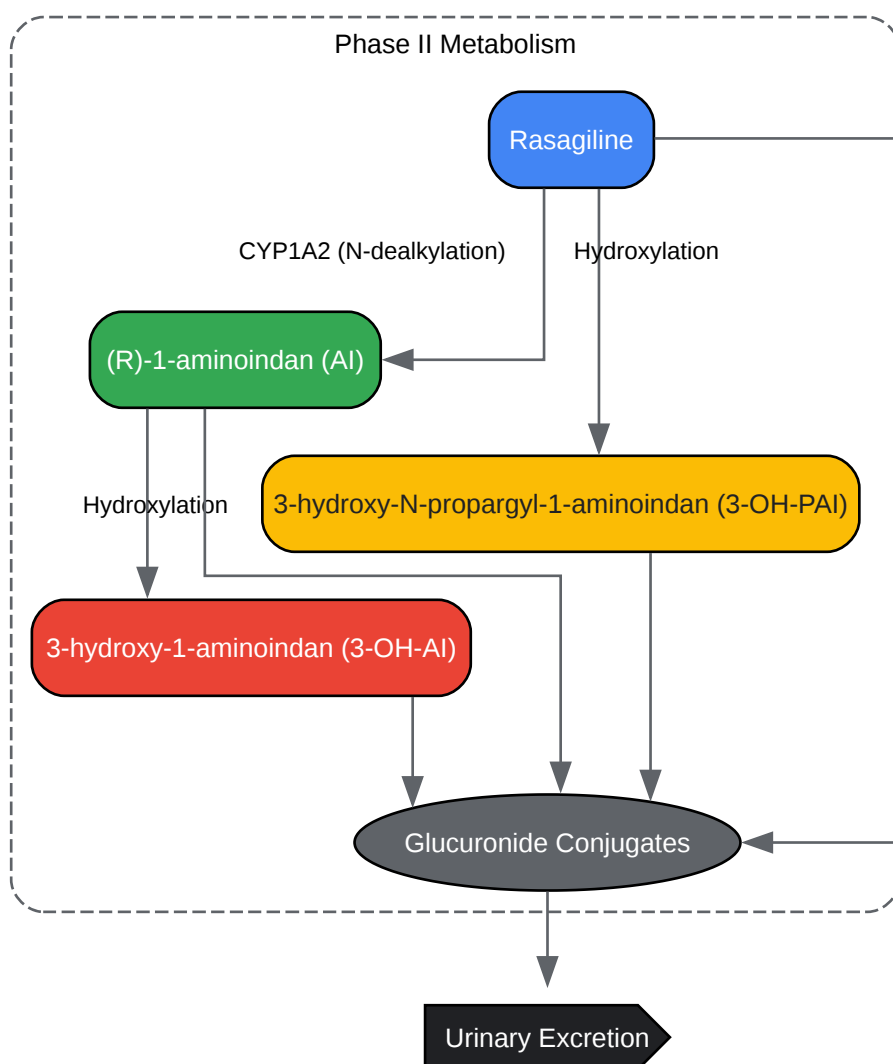 Phase II Metabolism
Rasagiline
CYP1A2 (N-dealkylation)
Hydroxylation
(R)-1-aminoindan (AI)
Hydroxylation
3-hydroxy-N-propargyl-1-aminoindan (3-OH-PAI)
3-hydroxy-1-aminoindan (3-OH-AI)
Glucuronide Conjugates
Urinary Excretion